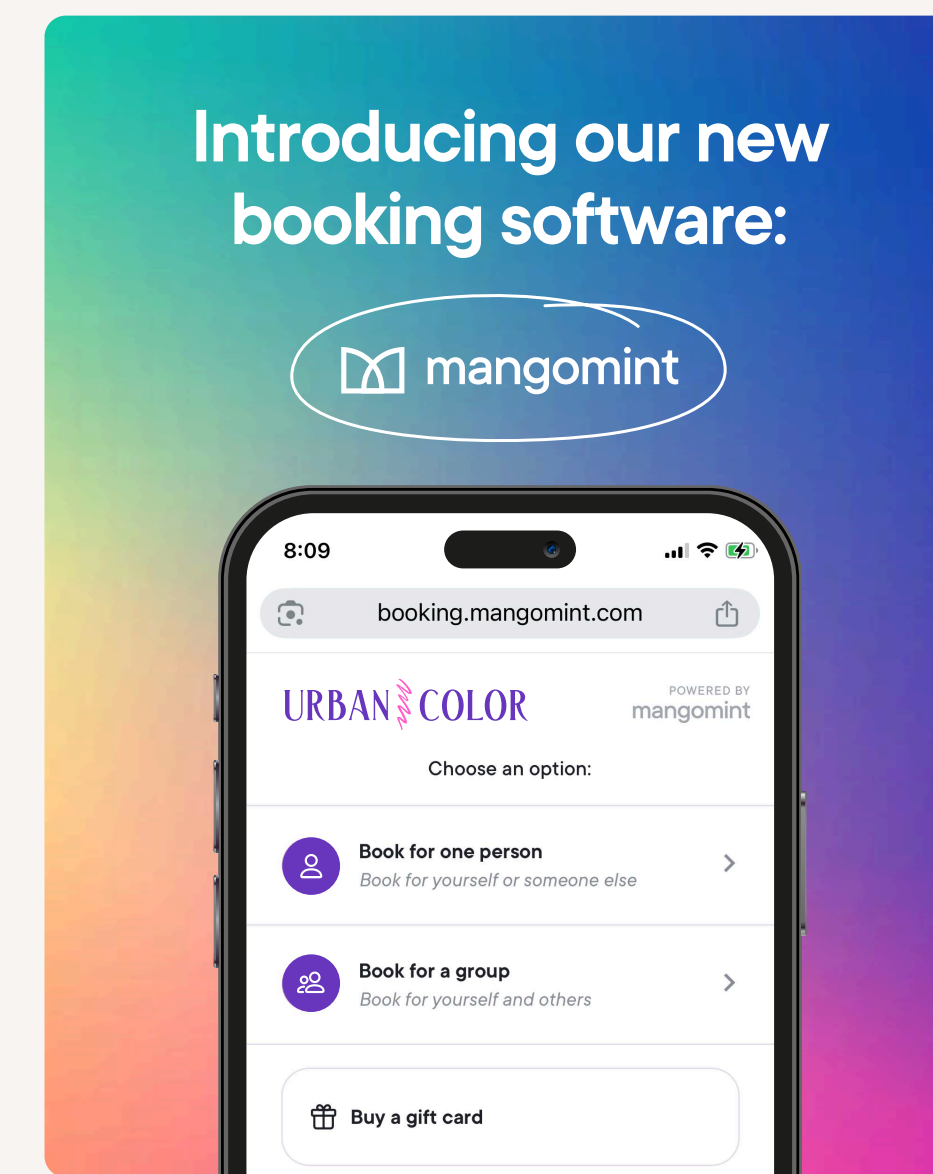 Introducing our new
booking software:
mangomint
8:09
booking.mangomint.com
URBAN COLOR
POWERED BY
mangomint
Choose an option:
Book for one person
Book for yourself or someone else
Book for a group
Book for yourself and others
Buy a gift card